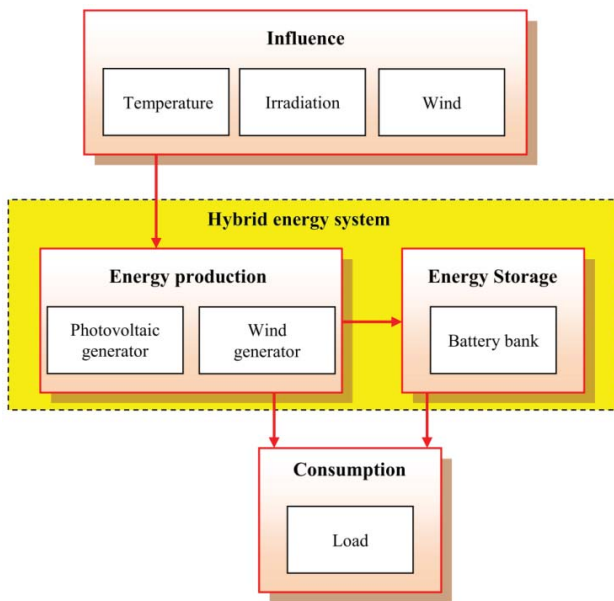 Influence
Temperature
Irradiation
Wind
Hybrid energy system
Energy production
Photovoltaic
generator
Wind
generator
Energy Storage
Battery bank
Consumption
Load